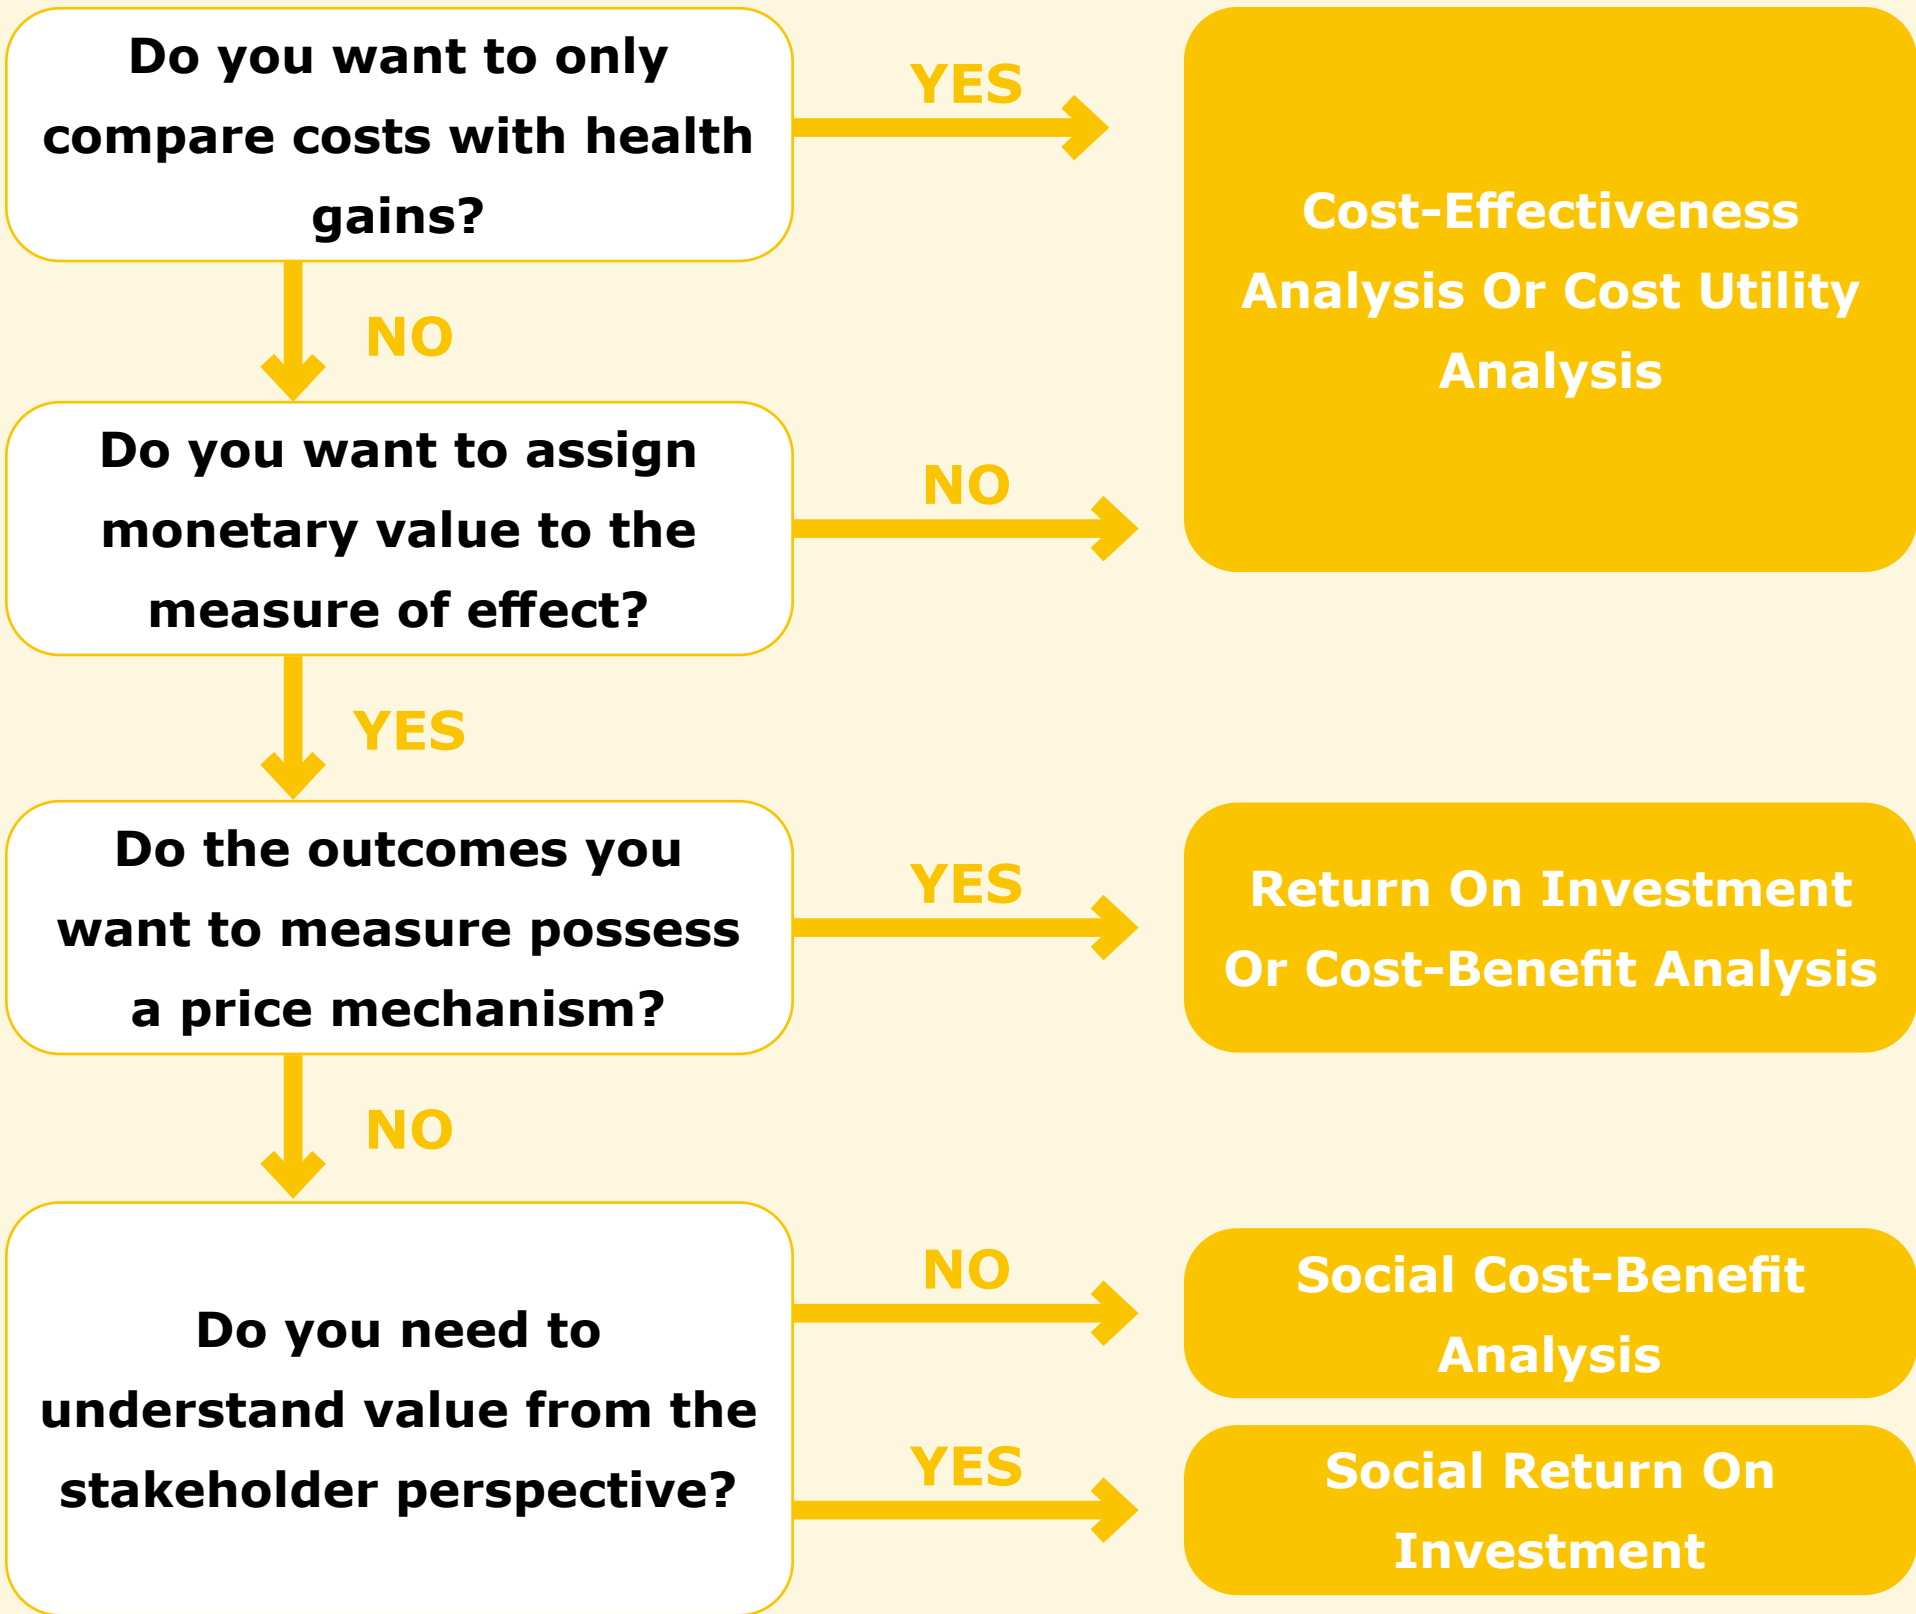 Do you want to only
compare costs with health
gains?
YES
Cost-Effectiveness
Analysis Or Cost Utility
Analysis
NO
Do you want to assign
monetary value to the
measure of effect?
NO
YES
Do the outcomes you
want to measure possess
a price mechanism?
YES
Return On Investment
Or Cost-Benefit Analysis
NO
Do you need to
understand value from the
stakeholder perspective?
NO
Social Cost-Benefit
Analysis
YES
Social Return On
Investment